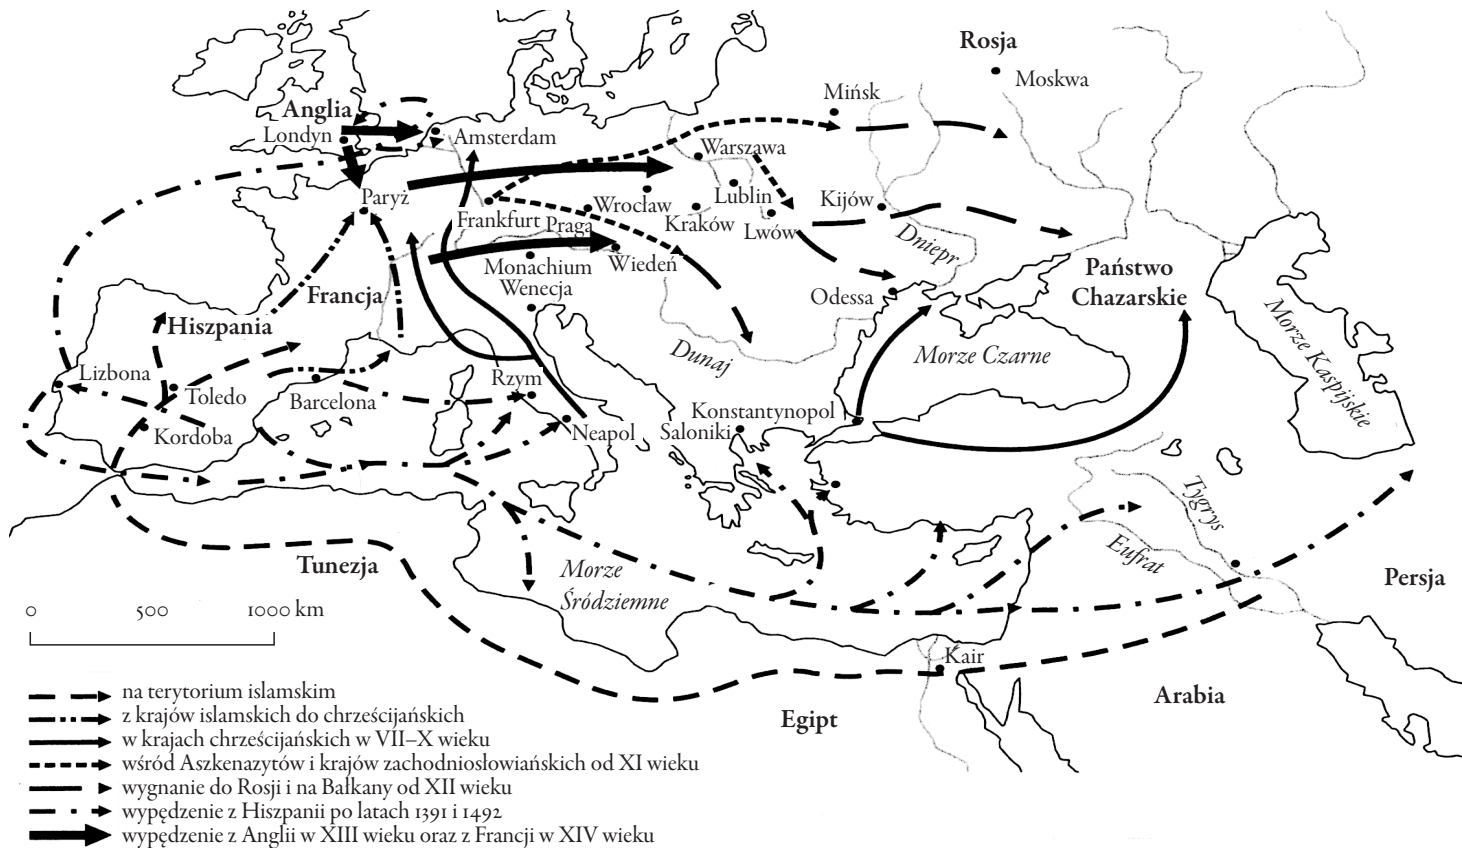 Rosja
Moskwa
Mińsk
Anglia
Londyn
Amsterdam
Warszawa
Paryż
Lublin
Frankfurt
Praga
Wrocław
Kraków
Lwów
Kijów
Dniepr
Monachium
Wiedeń
Wenecja
Państwo
Chazarskie
Odessa
Francja
Hiszpania
Morze Kaspijskie
Dunaj
Morze Czarne
Lizbona
Toledo
Barcelona
Rzym
Kordoba
Neapol
Konstantynopol
Saloniki
Tygrys
Eufrat
Tunezja
Morze
Śródziemne
Persja
0 500 1000 km
Kair
Arabia
Egipt
na terytorium islamskim
z krajów islamskich do chrześcijańskich
w krajach chrześcijańskich w VII–X wieku
wśród Aszkenazytów i krajów zachodniosłowiańskich od XI wieku
wygnanie do Rosji i na Bałkany od XII wieku
wypędzenie z Hiszpanii po latach 1391 i 1492
wypędzenie z Anglii w XIII wieku oraz z Francji w XIV wieku